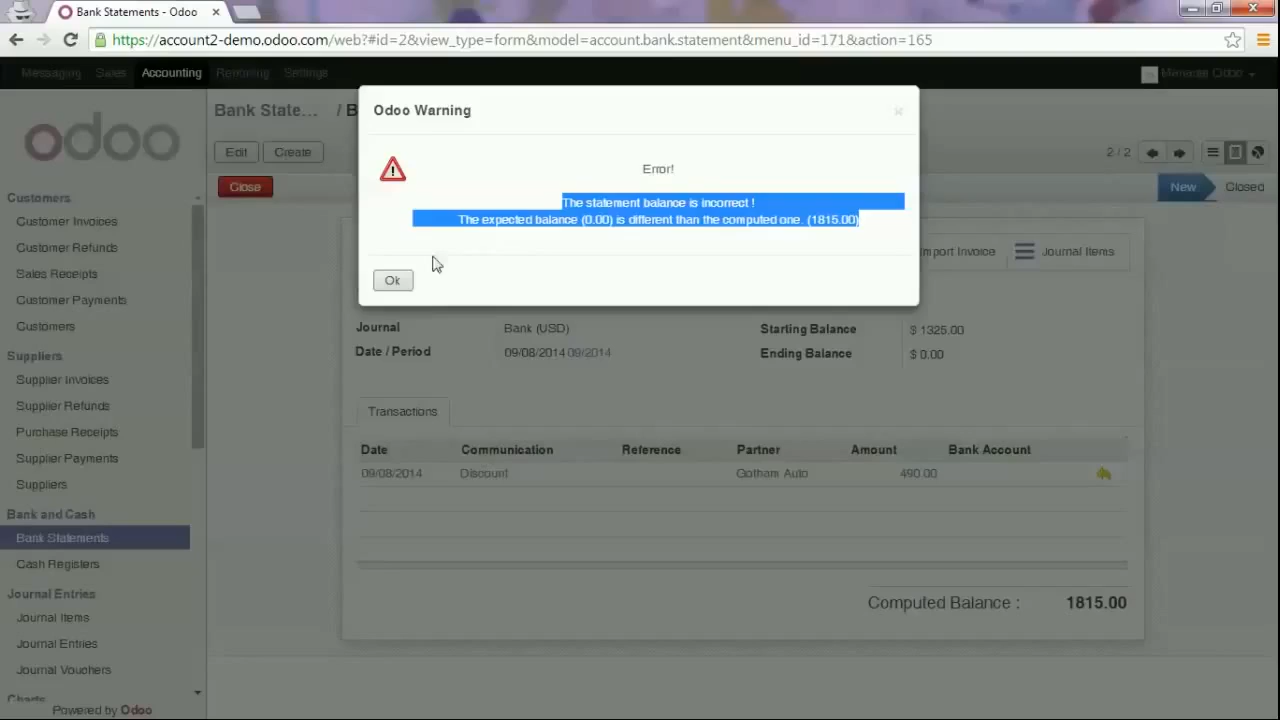 Bank Statements - Odoo
https://account2-demo.odoo.com/web?#id=2&view_type=form&model=account.bank.statement&menu_id=171&action=165
Messaging Sales Accounting Reporting Settings
odoo
Bank State... / B
Edit Create
2 / 2
Close
New Closed
Odoo Warning
Error!
The statement balance is incorrect !
The expected balance (0.00) is different than the computed one. (1815.00)
Ok
Import Invoice Journal Items
Customers
Customer Invoices
Customer Refunds
Sales Receipts
Customer Payments
Customers
Suppliers
Supplier Invoices
Supplier Refunds
Purchase Receipts
Supplier Payments
Suppliers
Bank and Cash
Bank Statements
Cash Registers
Journal Entries
Journal Items
Journal Entries
Journal Vouchers
Charts
Powered by Odoo
Journal Bank (USD) Starting Balance $ 1325.00
Date / Period 09/08/2014 09/2014 Ending Balance $ 0.00
Transactions
Date Communication Reference Partner Amount Bank Account
09/08/2014 Discount Gotham Auto 490.00
Computed Balance : 1815.00